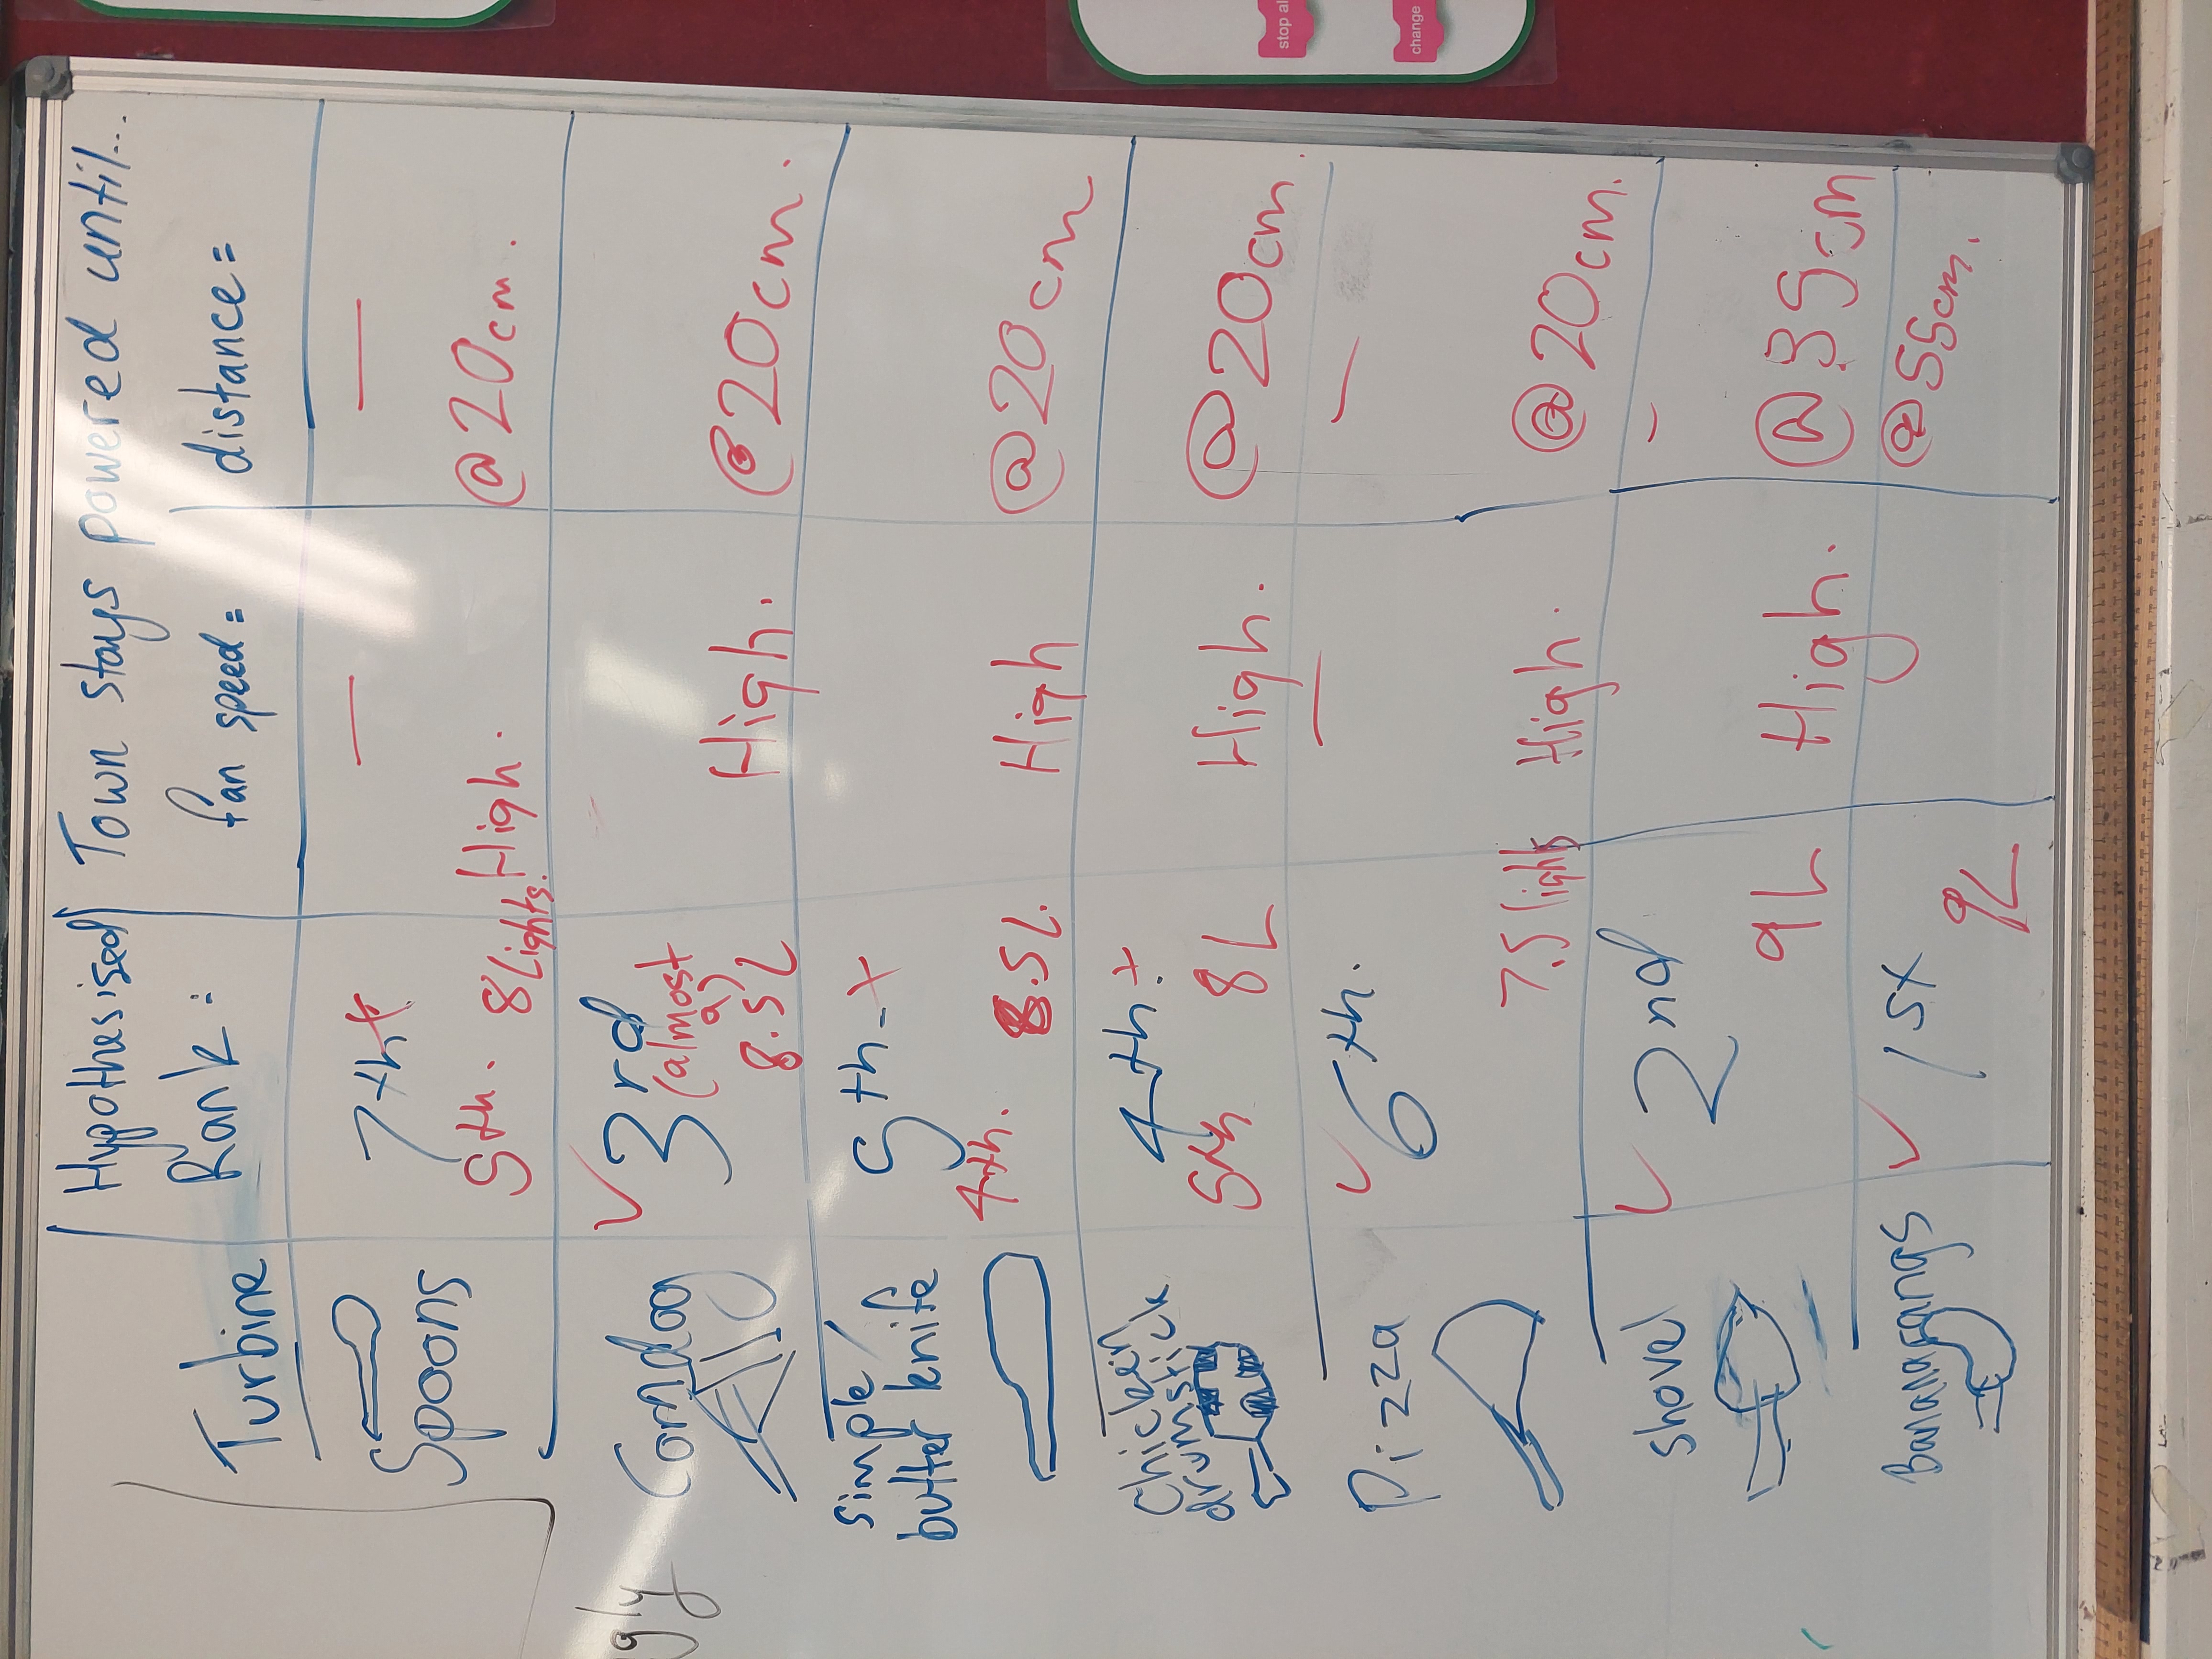 Hypothesised Town stays powered until...
Turbine Rank: fan speed= distance=
Spoons 7th x — —
5th. 8 Lights. High. @20cm.
gly
Corndog ✓ 3rd
(almost
9)
8.5L High. @20cm.
simple/
butter knife 5th- x
4th. 8.5L. High @20cm
Chicken
drumstick 4th. x
5th 8L High. @20cm.
Pizza ✓ 6th. — —
7.5 lights High. @20cm.
shovel ✓ 2nd –
9L High. @35cm
Bananarangs ✓ 1st @55cm.
9L
stop al
change